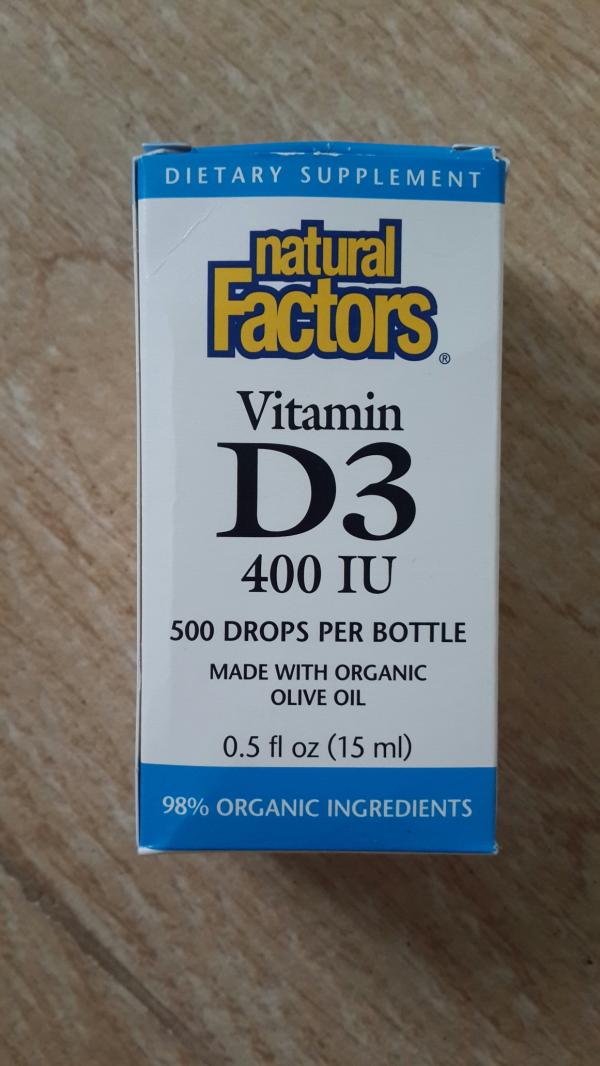 DIETARY SUPPLEMENT
natural
Factors®
Vitamin
D3
400 IU
500 DROPS PER BOTTLE
MADE WITH ORGANIC
OLIVE OIL
0.5 fl oz (15 ml)
98% ORGANIC INGREDIENTS